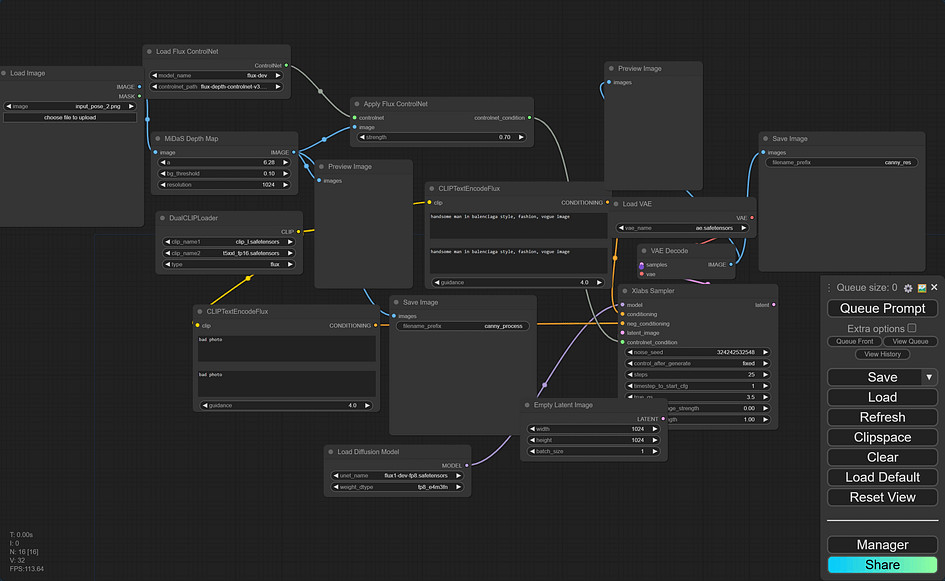 Load Image
IMAGE
MASK
image input_pose_2.png
choose file to upload
Load Flux ControlNet
ControlNet
model_name flux-dev
controlnet_path flux-depth-controlnet-v3...
MiDaS Depth Map
image IMAGE
a 6.28
bg_threshold 0.10
resolution 1024
Apply Flux ControlNet
controlnet controlnet_condition
image
strength 0.70
Preview Image
images
Preview Image
images
Save Image
images
filename_prefix canny_res
DualCLIPLoader
CLIP
clip_name1 clip_l.safetensors
clip_name2 t5xxl_fp16.safetensors
type flux
CLIPTextEncodeFlux
clip CONDITIONING
handsome man in balenciaga style, fashion, vogue image
handsome man in balenciaga style, fashion, vogue image
guidance 4.0
Load VAE
VAE
vae_name ae.safetensors
VAE Decode
samples IMAGE
vae
CLIPTextEncodeFlux
clip CONDITIONING
bad photo
bad photo
guidance 4.0
Save Image
images
filename_prefix canny_process
Xlabs Sampler
model latent
conditioning
neg_conditioning
latent_image
controlnet_condition
noise_seed 324242532548
control_after_generate fixed
steps 25
timestep_to_start_cfg 1
3.5
0.00
1.00
Empty Latent Image
LATENT
width 1024
height 1024
batch_size 1
Load Diffusion Model
MODEL
unet_name flux1-dev-fp8.safetensors
weight_dtype fp8_e4m3fn
Queue size: 0
Queue Prompt
Extra options
Queue Front View Queue
View History
Save
Load
Refresh
Clipspace
Clear
Load Default
Reset View
Manager
Share
T: 0.00s
I: 0
N: 16 [16]
V: 32
FPS:113.64